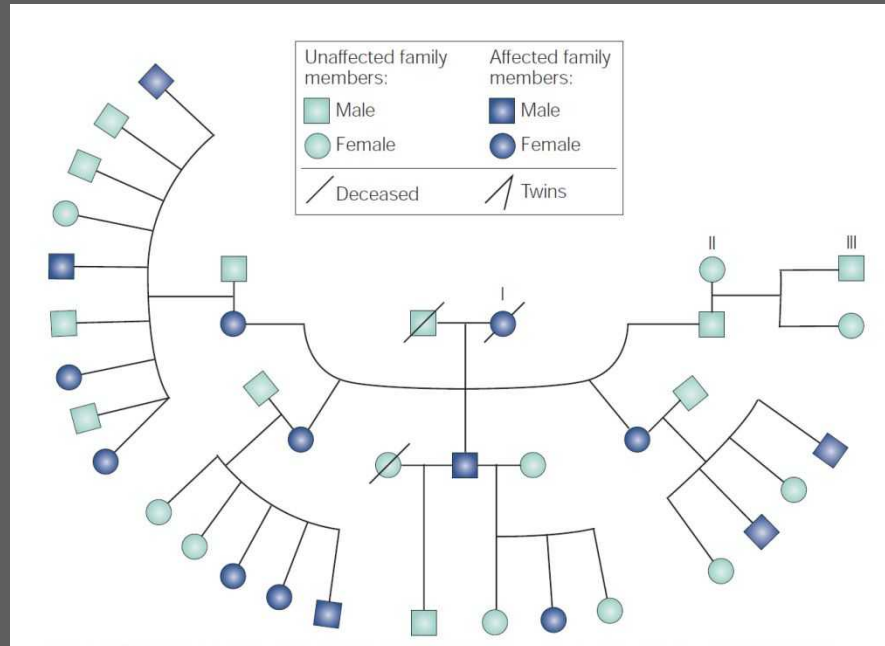 Unaffected family
members:
Male
Female
Affected family
members:
Male
Female
Deceased
Twins
I
II
III